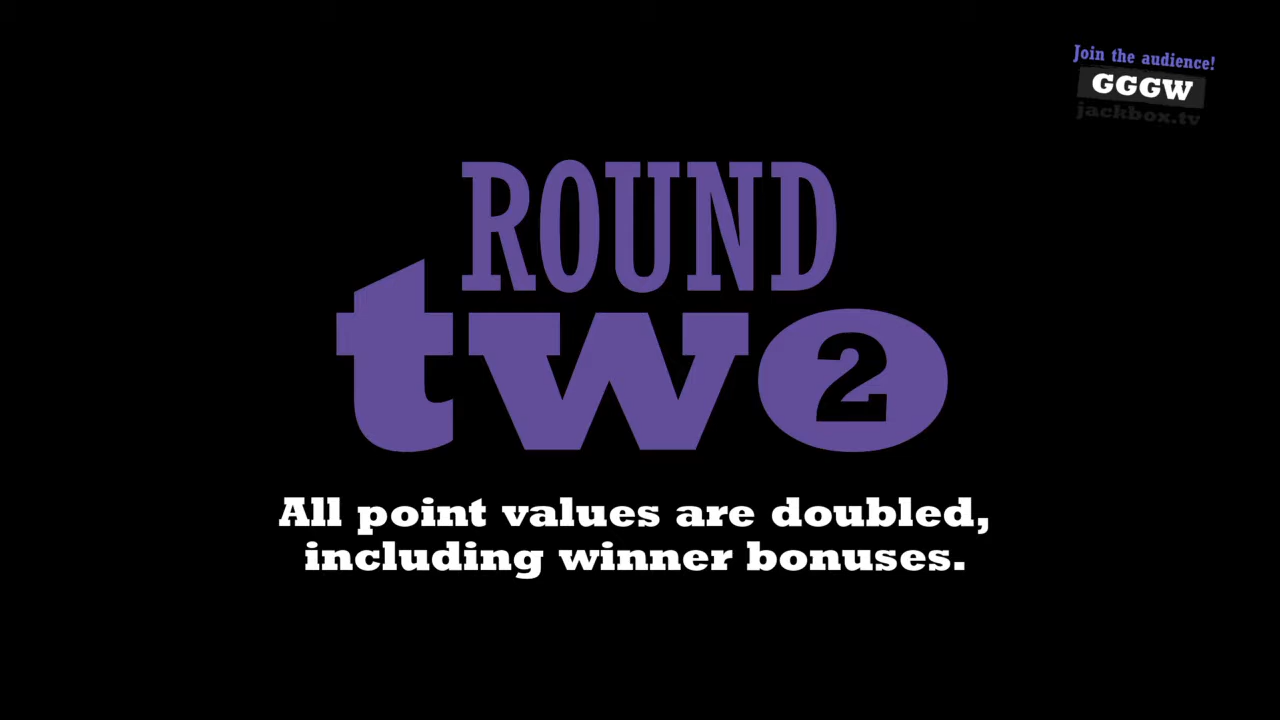 Join the audience!
GGGW
jackbox.tv
ROUND
two
2
All point values are doubled,
including winner bonuses.